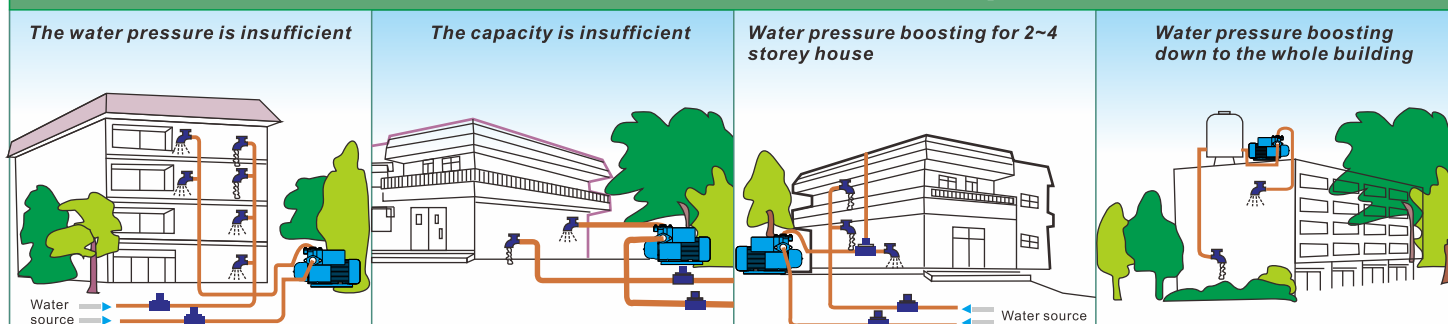 The water pressure is insufficient
The capacity is insufficient
Water pressure boosting for 2~4
storey house
Water pressure boosting
down to the whole building
Water
source
Water source